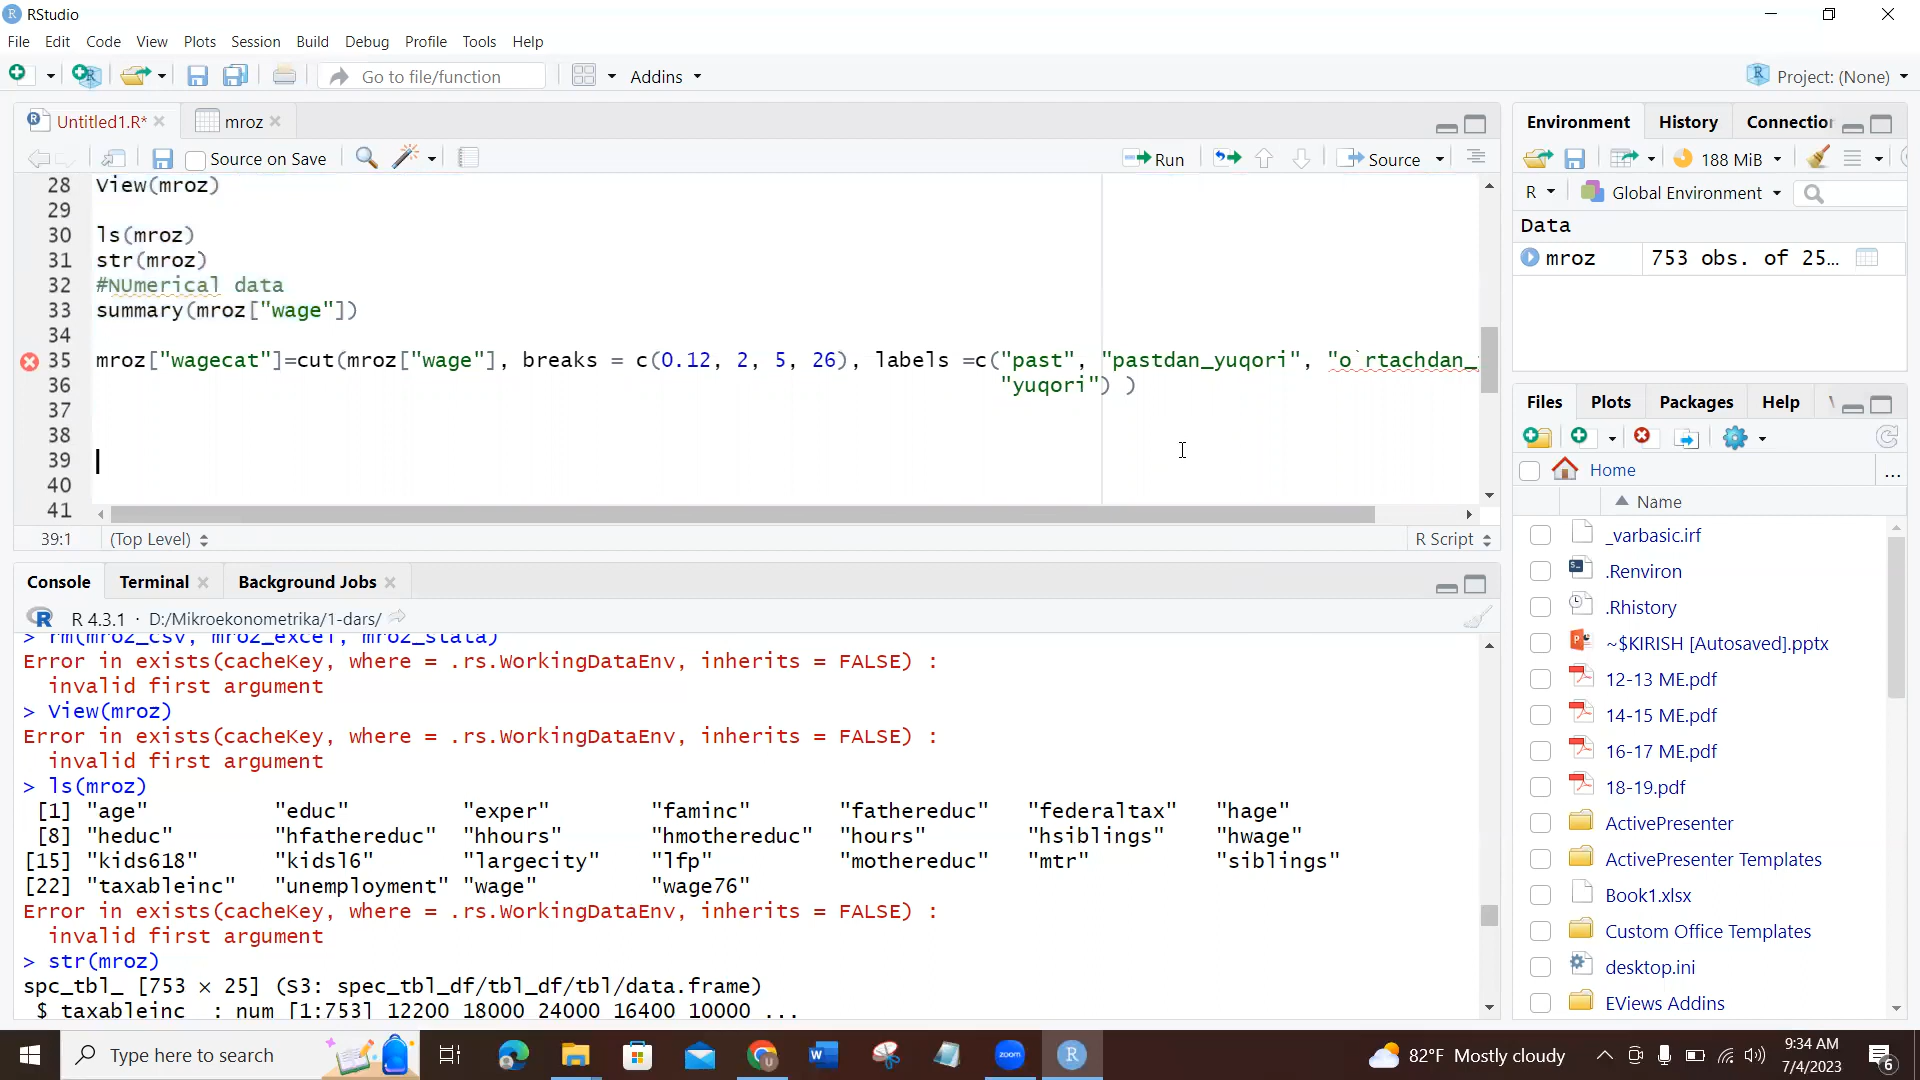 RStudio
File Edit Code View Plots Session Build Debug Profile Tools Help
Go to file/function Addins Project: (None)
Untitled1.R* mroz
Source on Save Run Source
28 View(mroz)
29
30 ls(mroz)
31 str(mroz)
32 #NUmerical data
33 summary(mroz["wage"])
34
35 mroz["wagecat"]=cut(mroz["wage"], breaks = c(0.12, 2, 5, 26), labels =c("past", "pastdan_yuqori", "o`rtachdan_
36 "yuqori") )
37
38
39
40
41
39:1 (Top Level) R Script
Console Terminal Background Jobs
R 4.3.1 · D:/Mikroekonometrika/1-dars/
> rm(mroz_csv, mroz_excel, mroz_stata)
Error in exists(cacheKey, where = .rs.WorkingDataEnv, inherits = FALSE) :
invalid first argument
> View(mroz)
Error in exists(cacheKey, where = .rs.WorkingDataEnv, inherits = FALSE) :
invalid first argument
> ls(mroz)
[1] "age" "educ" "exper" "faminc" "fathereduc" "federaltax" "hage"
[8] "heduc" "hfathereduc" "hhours" "hmothereduc" "hours" "hsiblings" "hwage"
[15] "kids618" "kidsl6" "largecity" "lfp" "mothereduc" "mtr" "siblings"
[22] "taxableinc" "unemployment" "wage" "wage76"
Error in exists(cacheKey, where = .rs.WorkingDataEnv, inherits = FALSE) :
invalid first argument
> str(mroz)
spc_tbl_ [753 × 25] (S3: spec_tbl_df/tbl_df/tbl/data.frame)
$ taxableinc : num [1:753] 12200 18000 24000 16400 10000 ...
Environment History Connection
188 MiB
R Global Environment
Data
mroz 753 obs. of 25…
Files Plots Packages Help
Home ...
Name
_varbasic.irf
.Renviron
.Rhistory
~$KIRISH [Autosaved].pptx
12-13 ME.pdf
14-15 ME.pdf
16-17 ME.pdf
18-19.pdf
ActivePresenter
ActivePresenter Templates
Book1.xlsx
Custom Office Templates
desktop.ini
EViews Addins
Type here to search
zoom
82°F Mostly cloudy
9:34 AM
7/4/2023
6